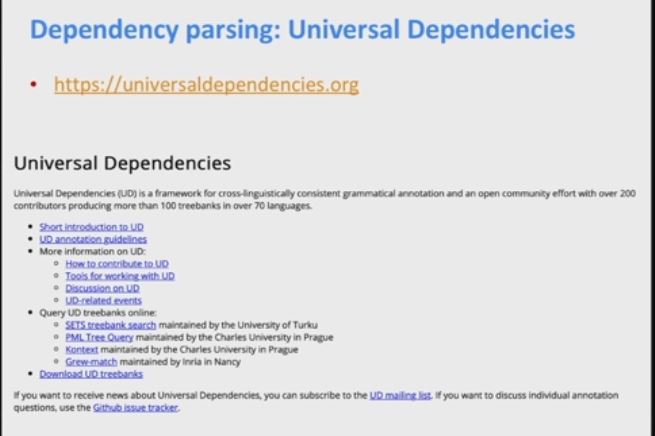 Dependency parsing: Universal Dependencies
• https://universaldependencies.org
Universal Dependencies
Universal Dependencies (UD) is a framework for cross-linguistically consistent grammatical annotation and an open community effort with over 200
contributors producing more than 100 treebanks in over 70 languages.
• Short introduction to UD
• UD annotation guidelines
• More information on UD:
◦ How to contribute to UD
◦ Tools for working with UD
◦ Discussion on UD
◦ UD-related events
• Query UD treebanks online:
◦ SETS treebank search maintained by the University of Turku
◦ PML Tree Query maintained by the Charles University in Prague
◦ Kontext maintained by the Charles University in Prague
◦ Grew-match maintained by Inria in Nancy
• Download UD treebanks
If you want to receive news about Universal Dependencies, you can subscribe to the UD mailing list. If you want to discuss individual annotation
questions, use the Github issue tracker.